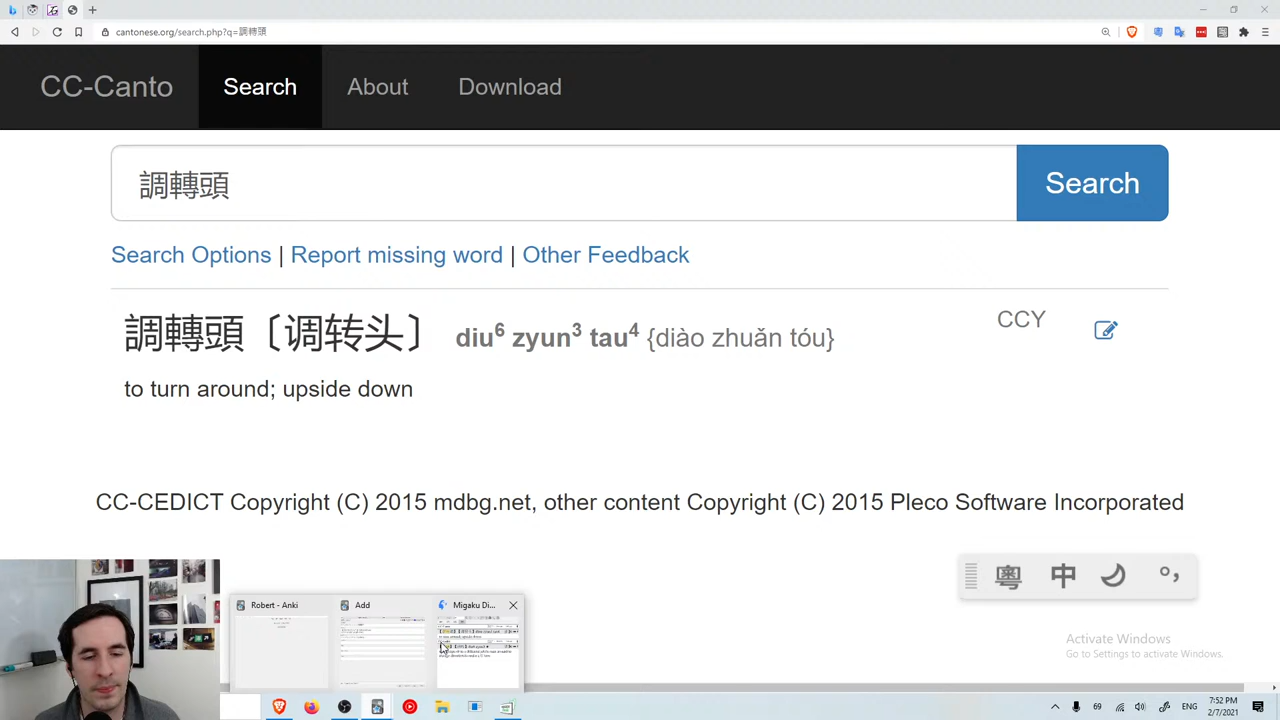 cantonese.org/search.php?q=調轉頭
CC-Canto Search About Download
調轉頭 Search
Search Options | Report missing word | Other Feedback
調轉頭〔调转头〕 diu6 zyun3 tau4 {diào zhuǎn tóu} CCY
to turn around; upside down
CC-CEDICT Copyright (C) 2015 mdbg.net, other content Copyright (C) 2015 Pleco Software Incorporated
粤 中
Robert - Anki Add Migaku Di...
Activate Windows
Go to Settings to activate Windows.
69 ENG 7:52 PM
2/7/2021